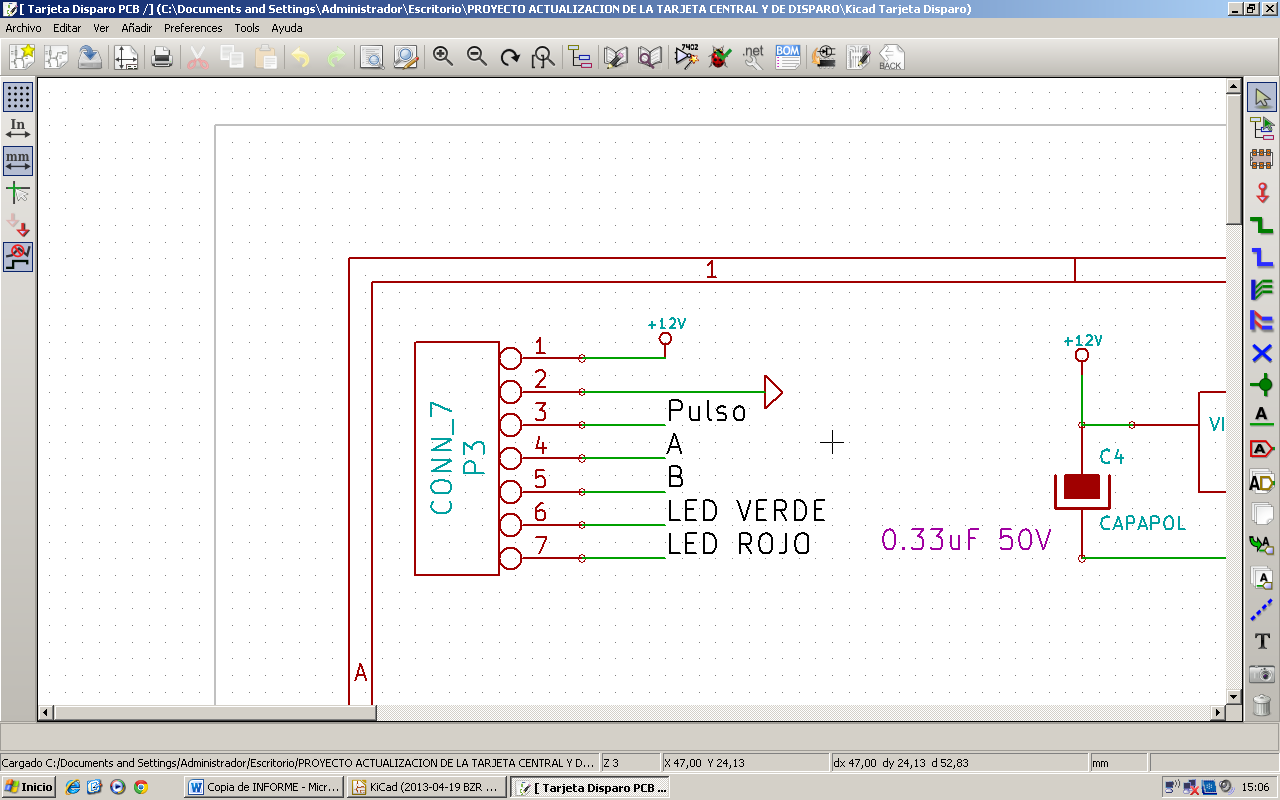 [ Tarjeta Disparo PCB /] (C:\Documents and Settings\Administrador\Escritorio\PROYECTO ACTUALIZACION DE LA TARJETA CENTRAL Y DE DISPARO\Kicad Tarjeta Disparo)
Archivo Editar Ver Añadir Preferences Tools Ayuda
7402
.net
BOM
BACK
In
mm
1
+12V
+12V
1
2
3
4
5
6
7
CONN_7
P3
Pulso
A
B
LED VERDE
LED ROJO
0.33uF 50V
C4
CAPAPOL
VI
A
A
A
AD
A
A
T
Cargado C:/Documents and Settings/Administrador/Escritorio/PROYECTO ACTUALIZACION DE LA TARJETA CENTRAL Y D...
Z 3
X 47,00 Y 24,13
dx 47,00 dy 24,13 d 52,83
mm
Inicio
Copia de INFORME - Micr...
KiCad (2013-04-19 BZR ...
[ Tarjeta Disparo PCB ...
15:06